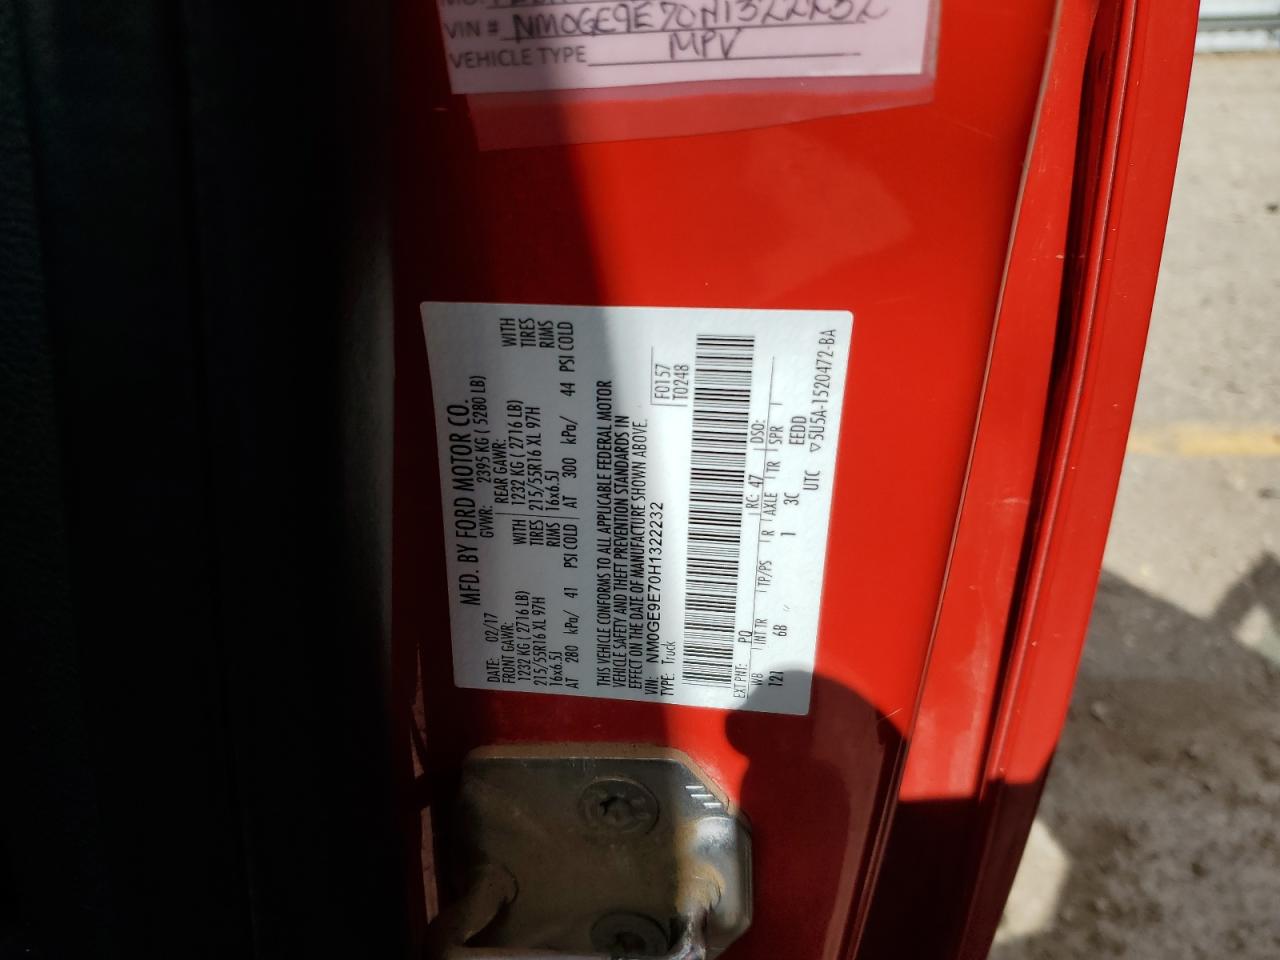 VIN # NM0GE9E70H1322232
VEHICLE TYPE MPV
MFD. BY FORD MOTOR CO.
DATE: 02/17 GVWR: 2395 KG ( 5280 LB)
FRONT GAWR: REAR GAWR:
1232 KG ( 2716 LB) WITH 1232 KG ( 2716 LB) WITH
215/55R16 XL 97H TIRES 215/55R16 XL 97H TIRES
16x6.5J RIMS 16x6.5J RIMS
AT 280 kPa/ 41 PSI COLD AT 300 kPa/ 44 PSI COLD
THIS VEHICLE CONFORMS TO ALL APPLICABLE FEDERAL MOTOR
VEHICLE SAFETY AND THEFT PREVENTION STANDARDS IN
EFFECT ON THE DATE OF MANUFACTURE SHOWN ABOVE.
VIN: NM0GE9E70H1322232 F0157
TYPE: Truck T0248
EXT PNT: PQ RC: 47 DSO:
WB INT TR TP/PS R AXLE TR SPR
121 6B 1 3C EEDD
UTC ▽5U5A-1520472-BA